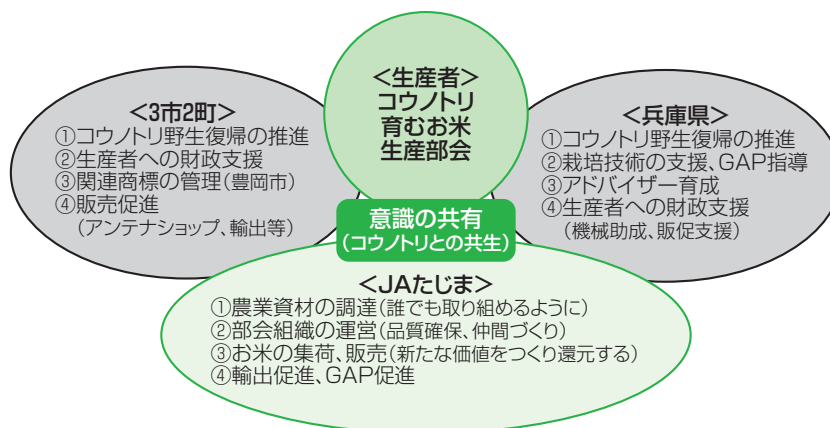 <生産者>
コウノトリ
育むお米
生産部会
<3市2町>
①コウノトリ野生復帰の推進
②生産者への財政支援
③関連商標の管理(豊岡市)
④販売促進
(アンテナショップ、輸出等)
<兵庫県>
①コウノトリ野生復帰の推進
②栽培技術の支援、GAP指導
③アドバイザー育成
④生産者への財政支援
(機械助成、販促支援)
意識の共有
(コウノトリとの共生)
<JAたじま>
①農業資材の調達(誰でも取り組めるように)
②部会組織の運営(品質確保、仲間づくり)
③お米の集荷、販売(新たな価値をつくり還元する)
④輸出促進、GAP促進